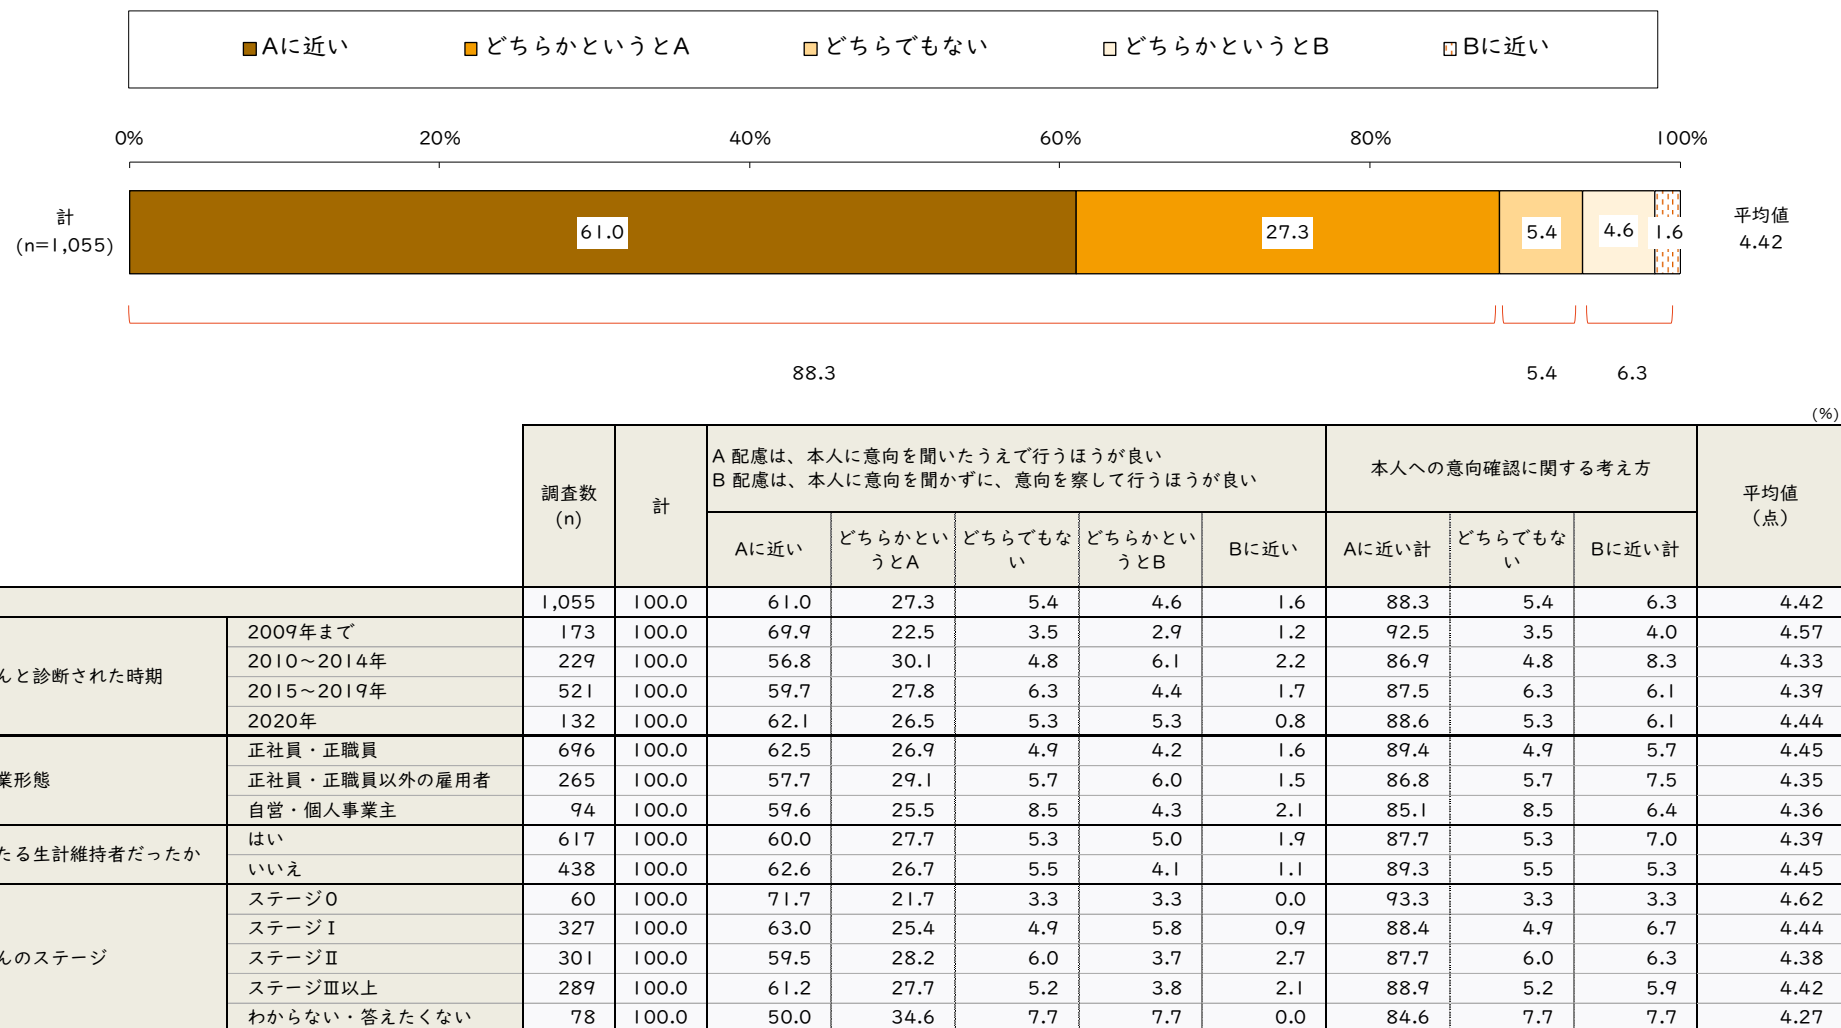 Aに近い どちらかというとA どちらでもない どちらかというとB Bに近い
0% 20% 40% 60% 80% 100%
計
(n=1,055)
61.0 27.3 5.4 4.6 1.6
平均値
4.42
88.3 5.4 6.3
(%)
調査数
(n)
計
A 配慮は、本人に意向を聞いたうえで行うほうが良い
B 配慮は、本人に意向を聞かずに、意向を察して行うほうが良い
本人への意向確認に関する考え方
平均値
(点)
Aに近い
どちらかとい
うとA
どちらでもな
い
どちらかとい
うとB
Bに近い
Aに近い計
どちらでもな
い
Bに近い計
1,055 100.0 61.0 27.3 5.4 4.6 1.6 88.3 5.4 6.3 4.42
んと診断された時期
2009年まで 173 100.0 69.9 22.5 3.5 2.9 1.2 92.5 3.5 4.0 4.57
2010~2014年 229 100.0 56.8 30.1 4.8 6.1 2.2 86.9 4.8 8.3 4.33
2015~2019年 521 100.0 59.7 27.8 6.3 4.4 1.7 87.5 6.3 6.1 4.39
2020年 132 100.0 62.1 26.5 5.3 5.3 0.8 88.6 5.3 6.1 4.44
業形態
正社員・正職員 696 100.0 62.5 26.9 4.9 4.2 1.6 89.4 4.9 5.7 4.45
正社員・正職員以外の雇用者 265 100.0 57.7 29.1 5.7 6.0 1.5 86.8 5.7 7.5 4.35
自営・個人事業主 94 100.0 59.6 25.5 8.5 4.3 2.1 85.1 8.5 6.4 4.36
たる生計維持者だったか
はい 617 100.0 60.0 27.7 5.3 5.0 1.9 87.7 5.3 7.0 4.39
いいえ 438 100.0 62.6 26.7 5.5 4.1 1.1 89.3 5.5 5.3 4.45
んのステージ
ステージ0 60 100.0 71.7 21.7 3.3 3.3 0.0 93.3 3.3 3.3 4.62
ステージⅠ 327 100.0 63.0 25.4 4.9 5.8 0.9 88.4 4.9 6.7 4.44
ステージⅡ 301 100.0 59.5 28.2 6.0 3.7 2.7 87.7 6.0 6.3 4.38
ステージⅢ以上 289 100.0 61.2 27.7 5.2 3.8 2.1 88.9 5.2 5.9 4.42
わからない・答えたくない 78 100.0 50.0 34.6 7.7 7.7 0.0 84.6 7.7 7.7 4.27